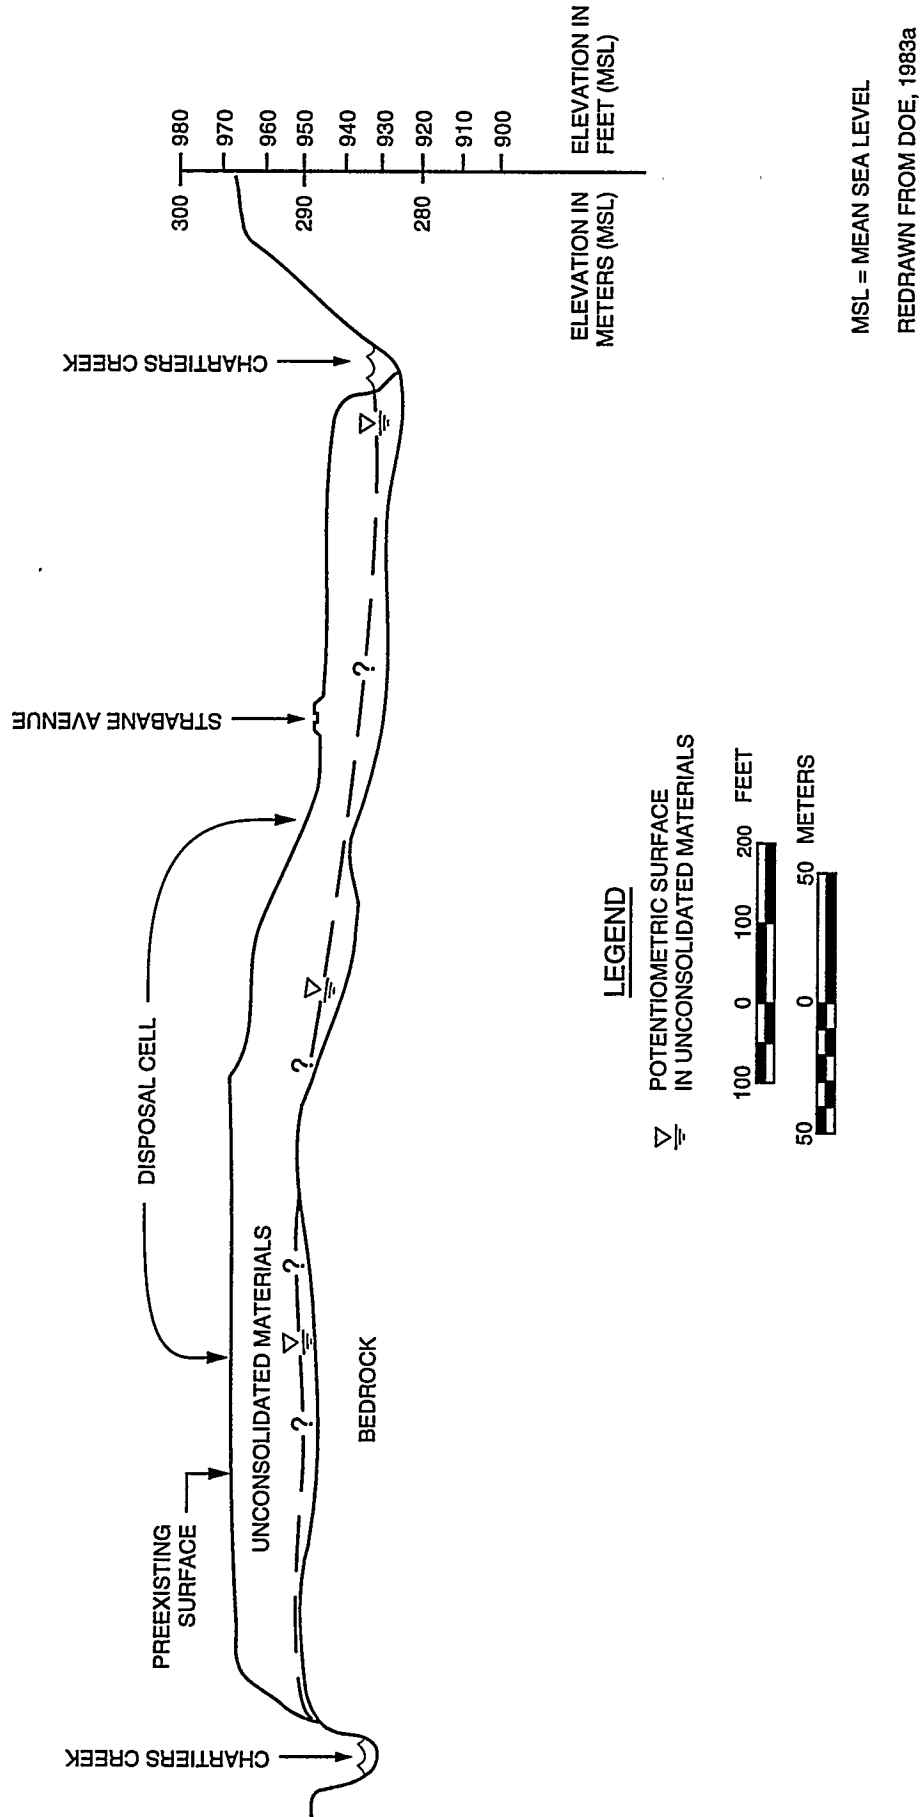 CHARTIERS CREEK
PREEXISTING
SURFACE
DISPOSAL CELL
STRABANE AVENUE
CHARTIERS CREEK
UNCONSOLIDATED MATERIALS
BEDROCK
?
?
?
?
300
290
280
980
970
960
950
940
930
920
910
900
ELEVATION IN
METERS (MSL)
ELEVATION IN
FEET (MSL)
LEGEND
POTENTIOMETRIC SURFACE
IN UNCONSOLIDATED MATERIALS
100 0 100 200 FEET
50 0 50 METERS
MSL = MEAN SEA LEVEL
REDRAWN FROM DOE, 1983a